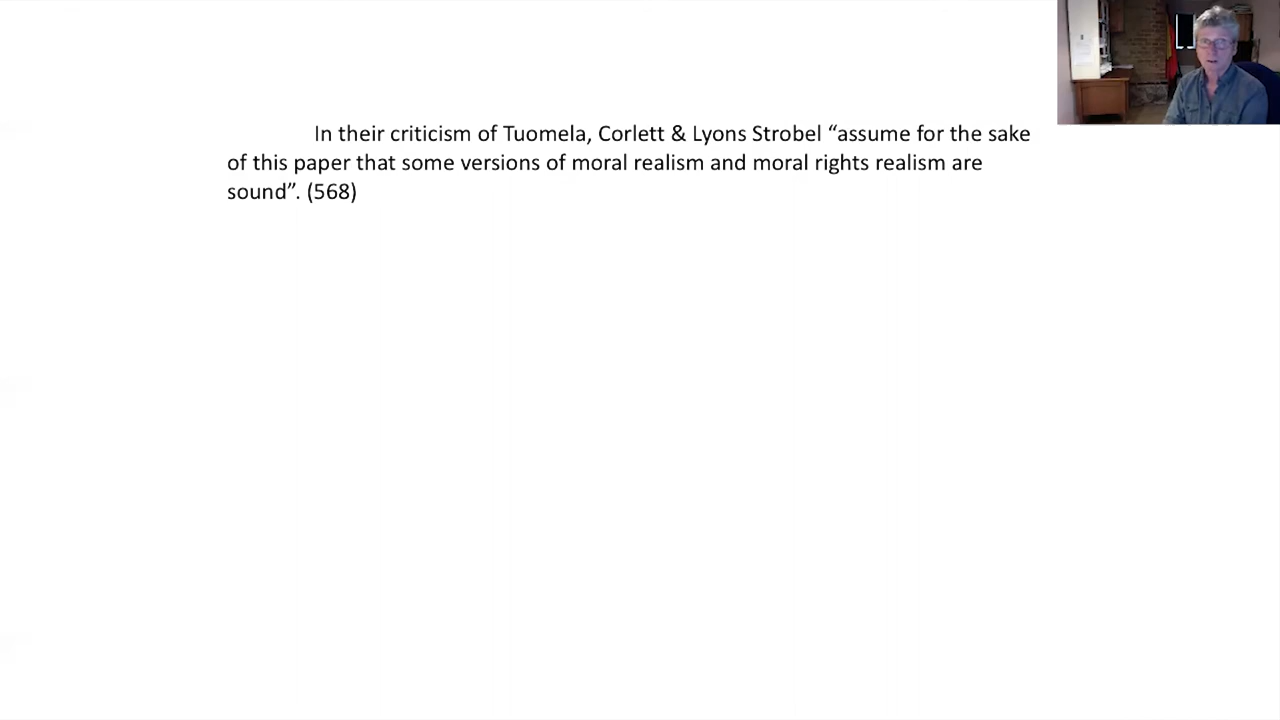 In their criticism of Tuomela, Corlett & Lyons Strobel “assume for the sake
of this paper that some versions of moral realism and moral rights realism are
sound”. (568)